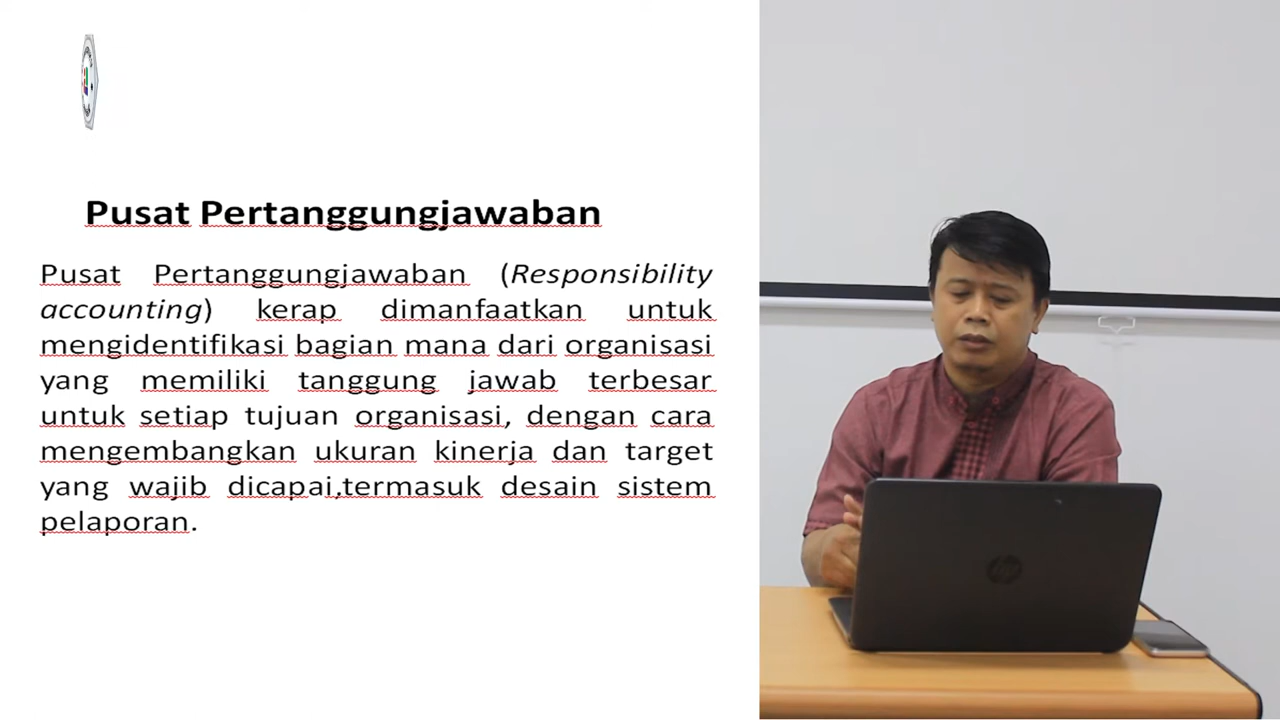 Pusat Pertanggungjawaban
Pusat Pertanggungjawaban (Responsibility
accounting) kerap dimanfaatkan untuk
mengidentifikasi bagian mana dari organisasi
yang memiliki tanggung jawab terbesar
untuk setiap tujuan organisasi, dengan cara
mengembangkan ukuran kinerja dan target
yang wajib dicapai,termasuk desain sistem
pelaporan.
hp